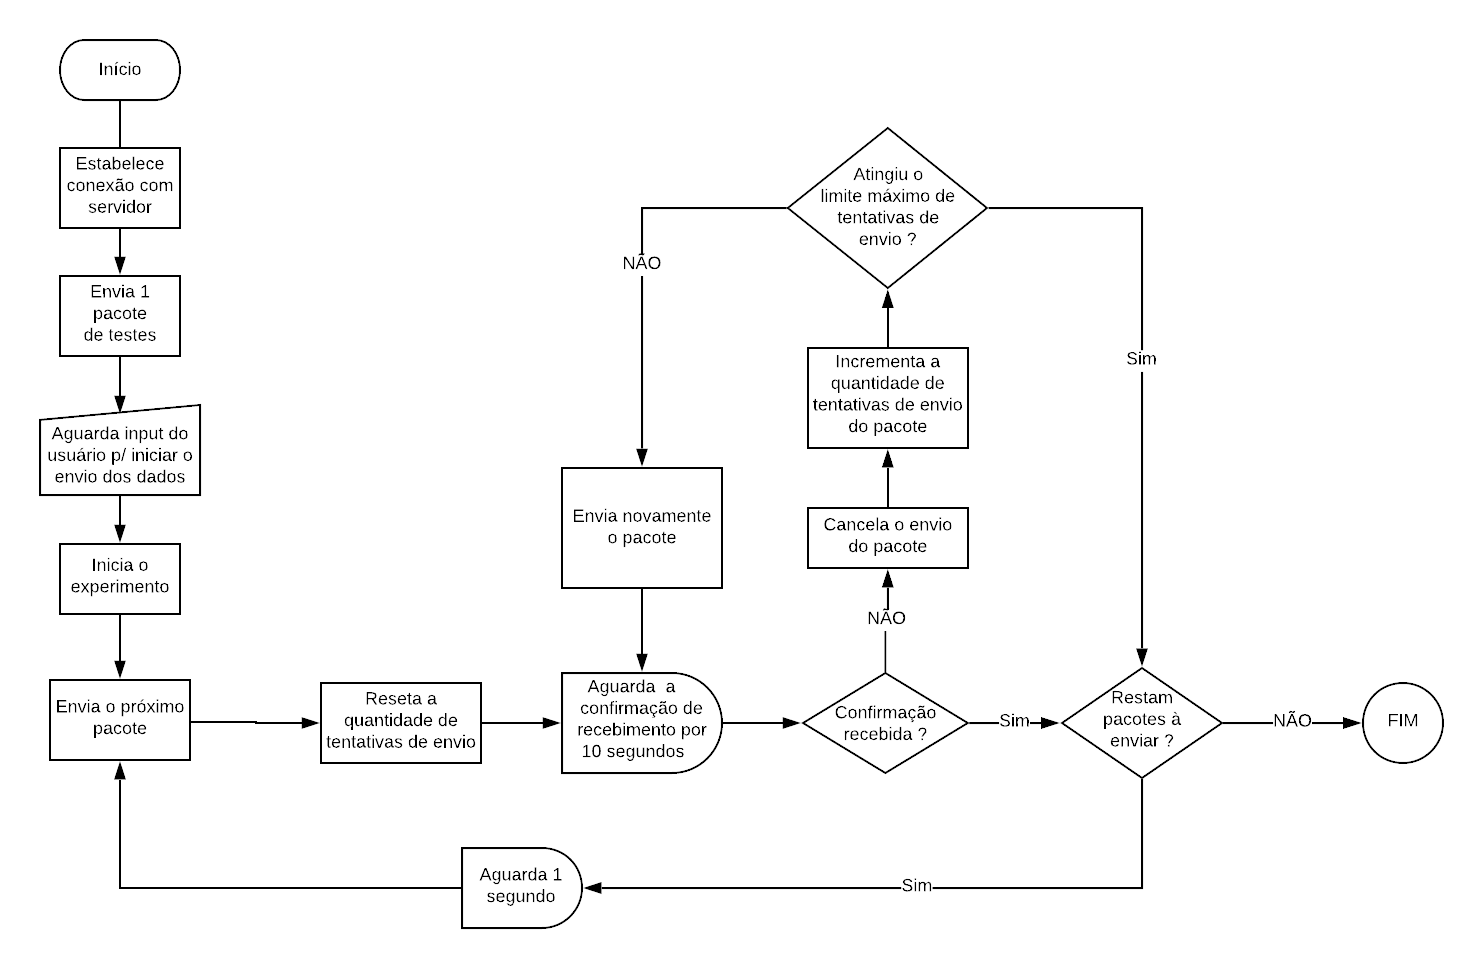 Início
Estabelece
conexão com
servidor
Envia 1
pacote
de testes
Aguarda input do
usuário p/ iniciar o
envio dos dados
Inicia o
experimento
Envia o próximo
pacote
Reseta a
quantidade de
tentativas de envio
Aguarda a
confirmação de
recebimento por
10 segundos
Confirmação
recebida ?
NÃO
Cancela o envio
do pacote
Incrementa a
quantidade de
tentativas de envio
do pacote
Atingiu o
limite máximo de
tentativas de
envio ?
NÃO
Envia novamente
o pacote
Sim
Sim
Restam
pacotes à
enviar ?
NÃO
FIM
Sim
Aguarda 1
segundo